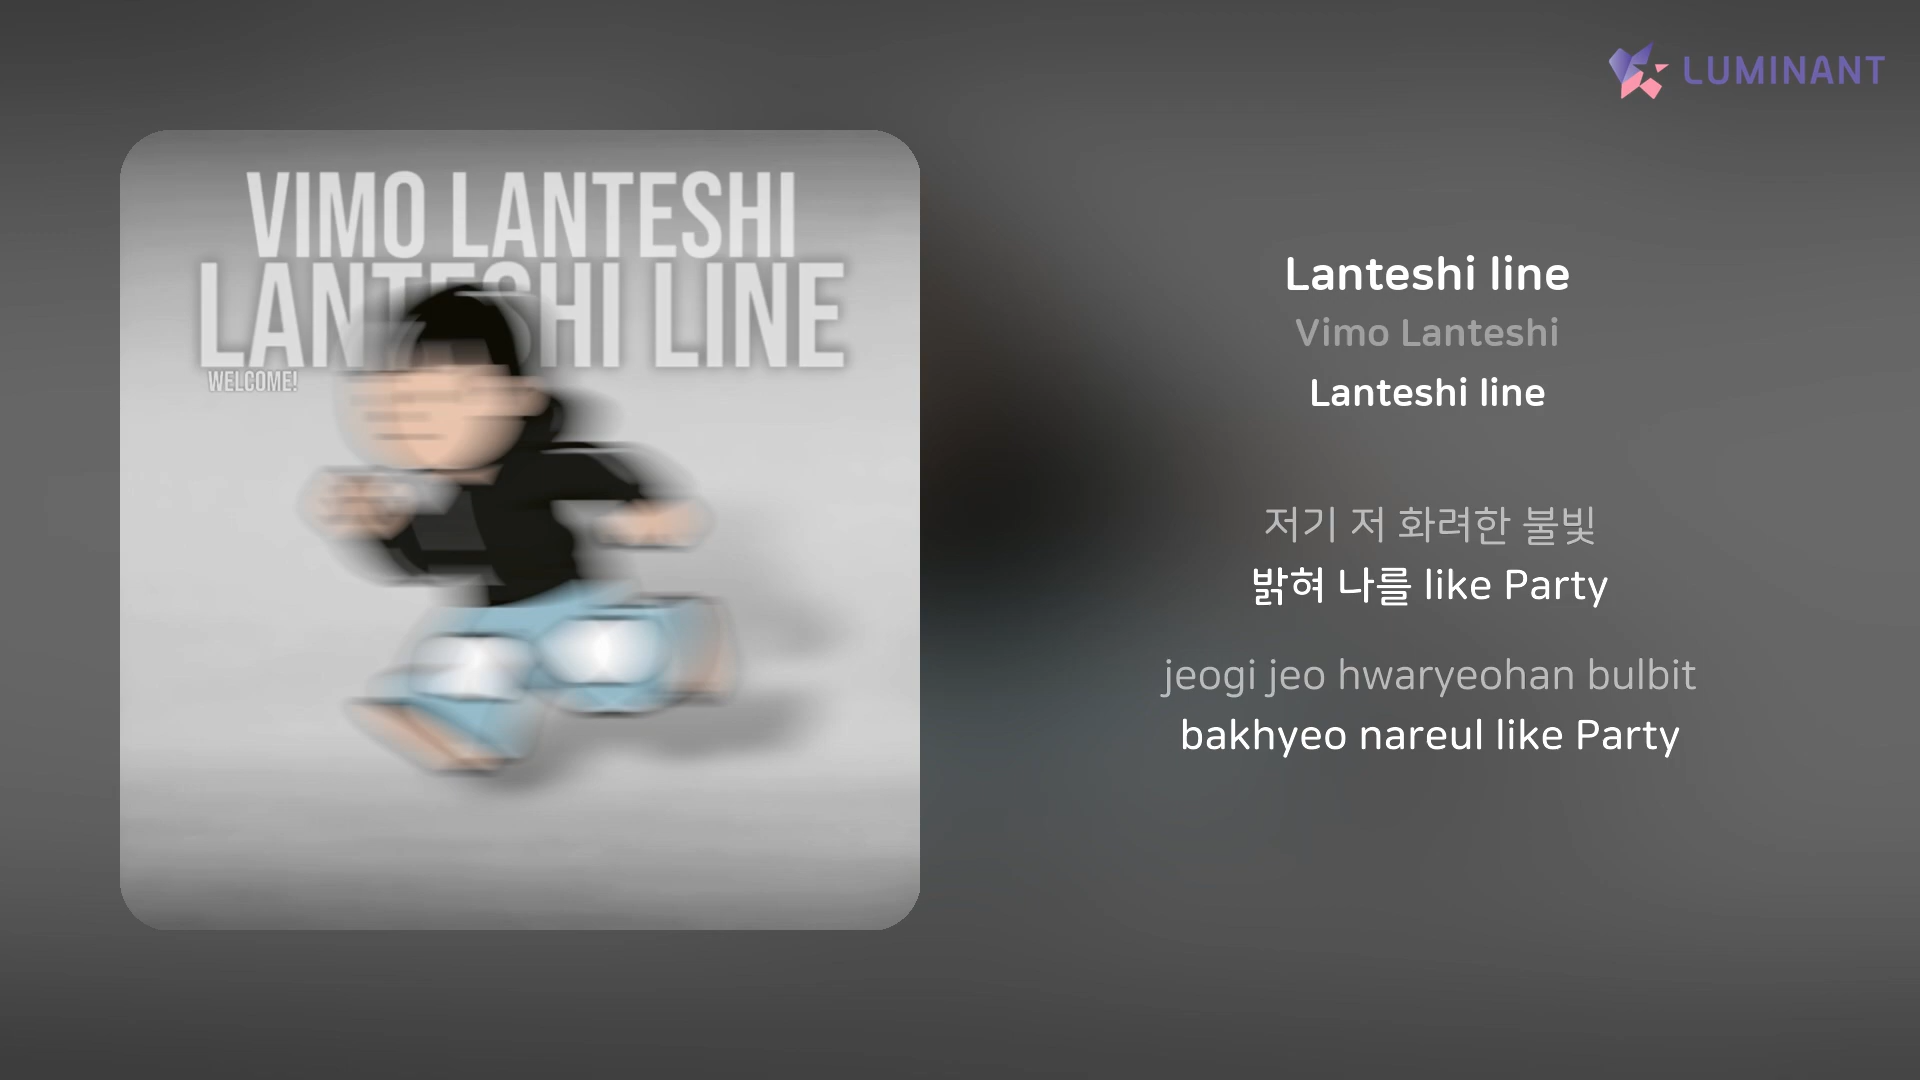 LUMINANT
VIMO LANTESHI
LANTESHI LINE
WELCOME!
Lanteshi line
Vimo Lanteshi
Lanteshi line
저기 저 화려한 불빛
밝혀 나를 like Party
jeogi jeo hwaryeohan bulbit
bakhyeo nareul like Party